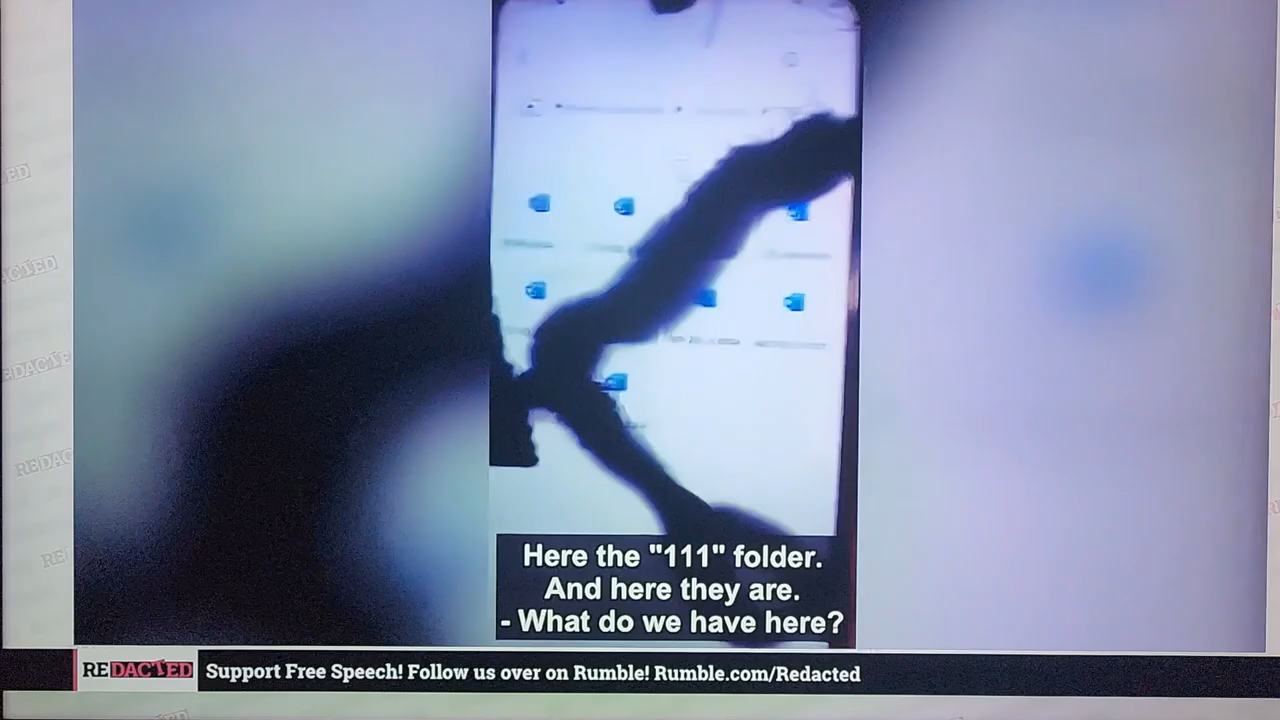 Here the "111" folder.
And here they are.
- What do we have here?
REDACTED
Support Free Speech! Follow us over on Rumble! Rumble.com/Redacted